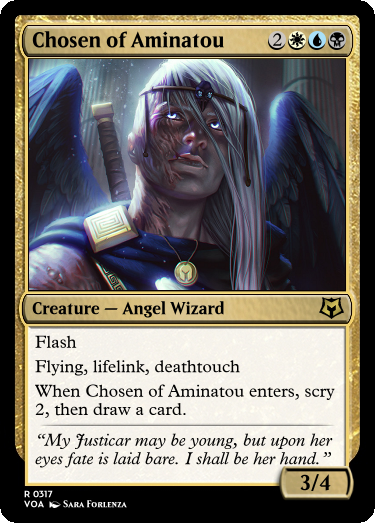 Chosen of Aminatou 2
Creature — Angel Wizard
Flash
Flying, lifelink, deathtouch
When Chosen of Aminatou enters, scry
2, then draw a card.
“My Justicar may be young, but upon her
eyes fate is laid bare. I shall be her hand.”
3/4
R 0317
VOA Sara Forlenza